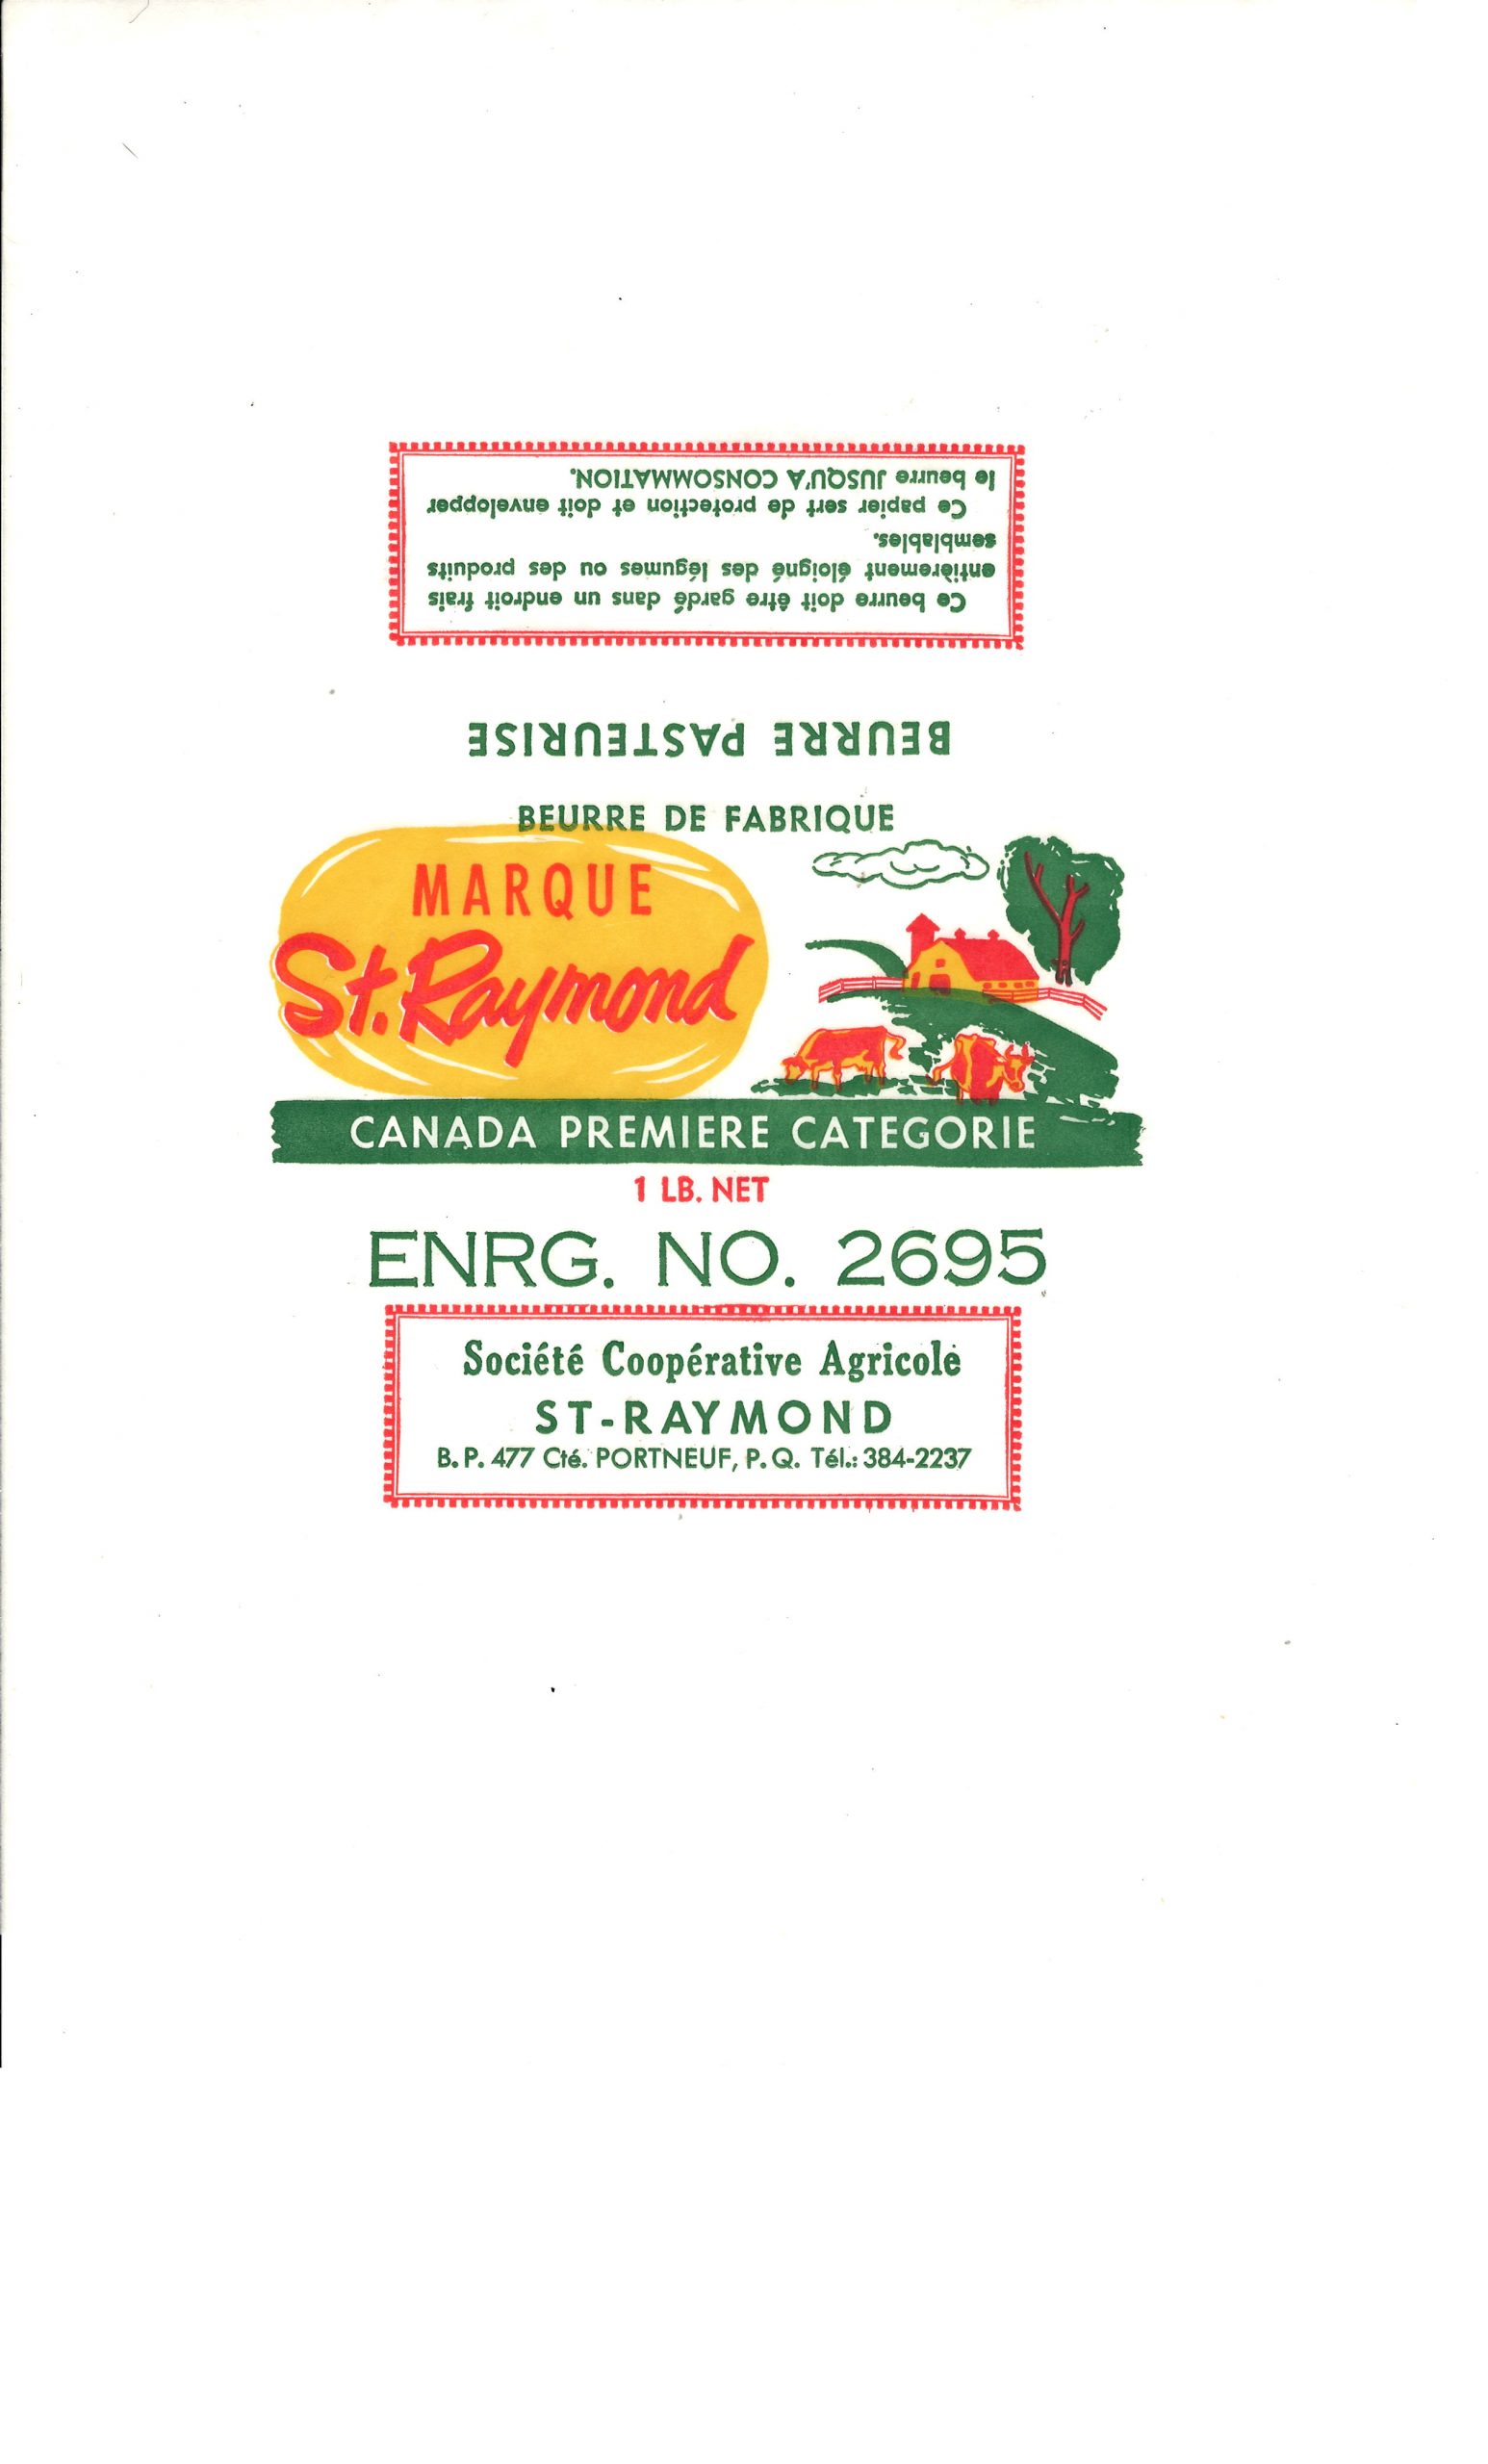 Ce beurre doit être gardé dans un endroit frais
entièrement éloigné des légumes ou des produits
semblables.
Ce papier sert de protection et doit envelopper
le beurre JUSQU'A CONSOMMATION.
BEURRE PASTEURISE
BEURRE DE FABRIQUE
MARQUE
St. Raymond
CANADA PREMIERE CATEGORIE
1 LB. NET
ENRG. NO. 2695
Société Coopérative Agricole
ST-RAYMOND
B. P. 477 Cté. PORTNEUF, P. Q. Tél.: 384-2237